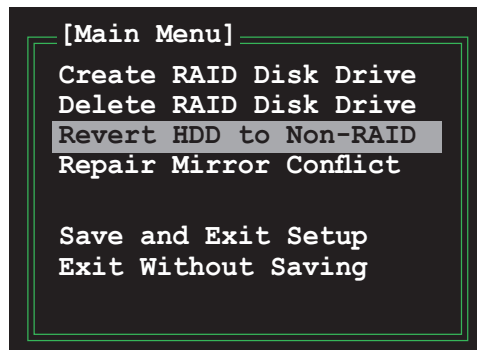 [Main Menu]
Create RAID Disk Drive
Delete RAID Disk Drive
Revert HDD to Non-RAID
Repair Mirror Conflict
Save and Exit Setup
Exit Without Saving